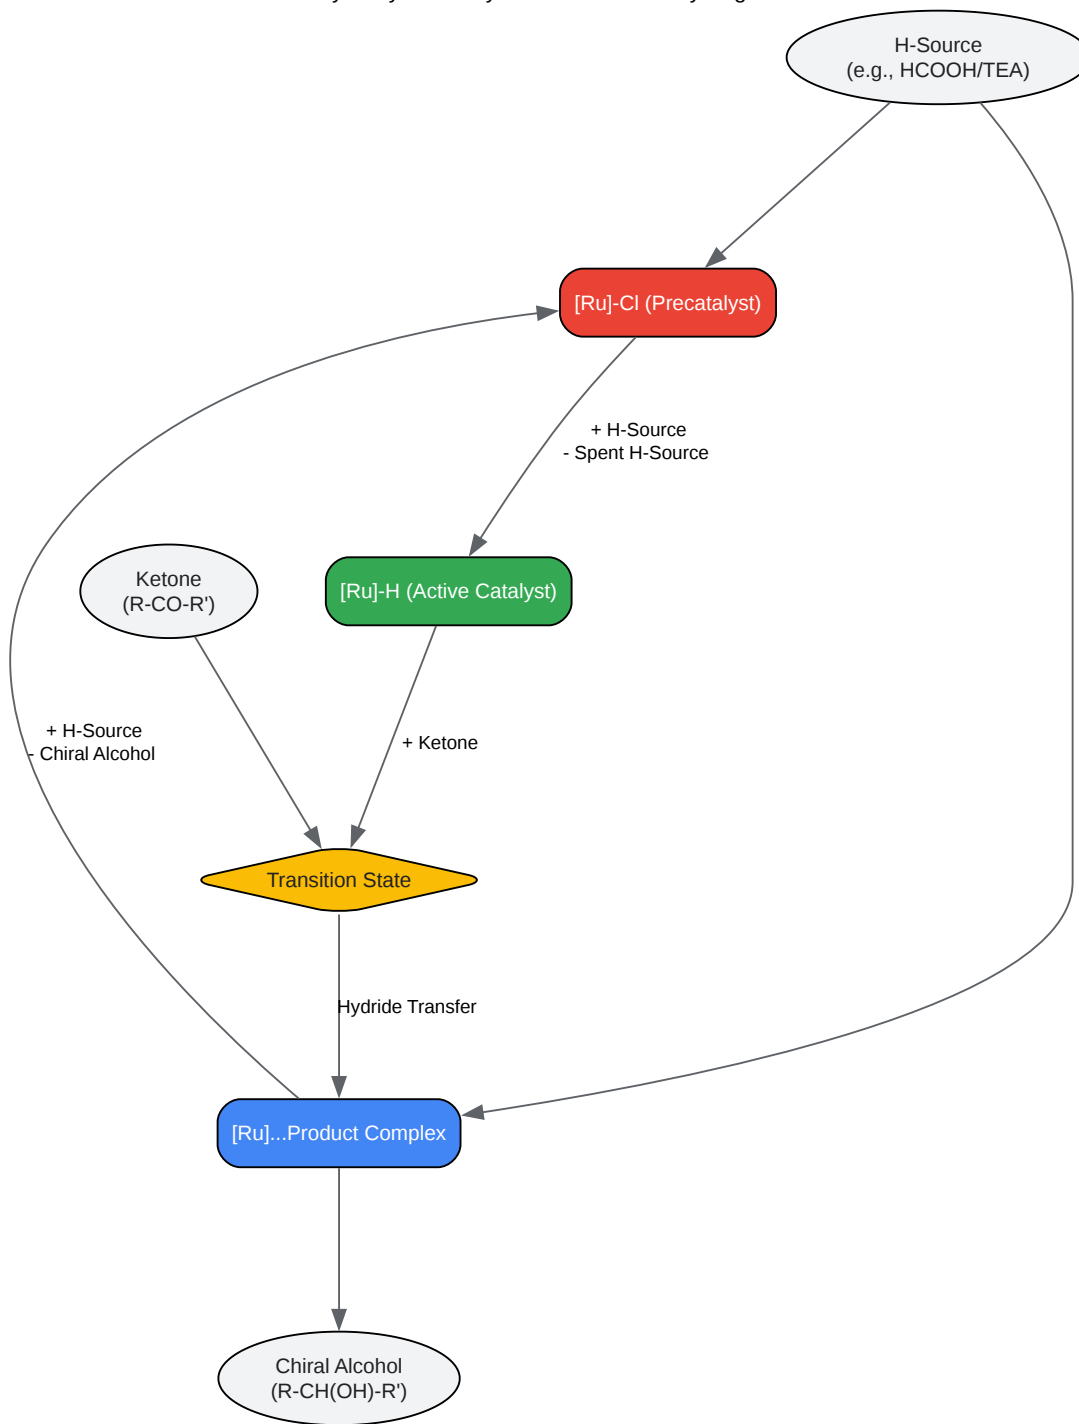 H-Source
(e.g., HCOOH/TEA)
[Ru]-Cl (Precatalyst)
+ H-Source
- Spent H-Source
Ketone
(R-CO-R')
[Ru]-H (Active Catalyst)
+ H-Source
- Chiral Alcohol
+ Ketone
Transition State
Hydride Transfer
[Ru]...Product Complex
Chiral Alcohol
(R-CH(OH)-R')